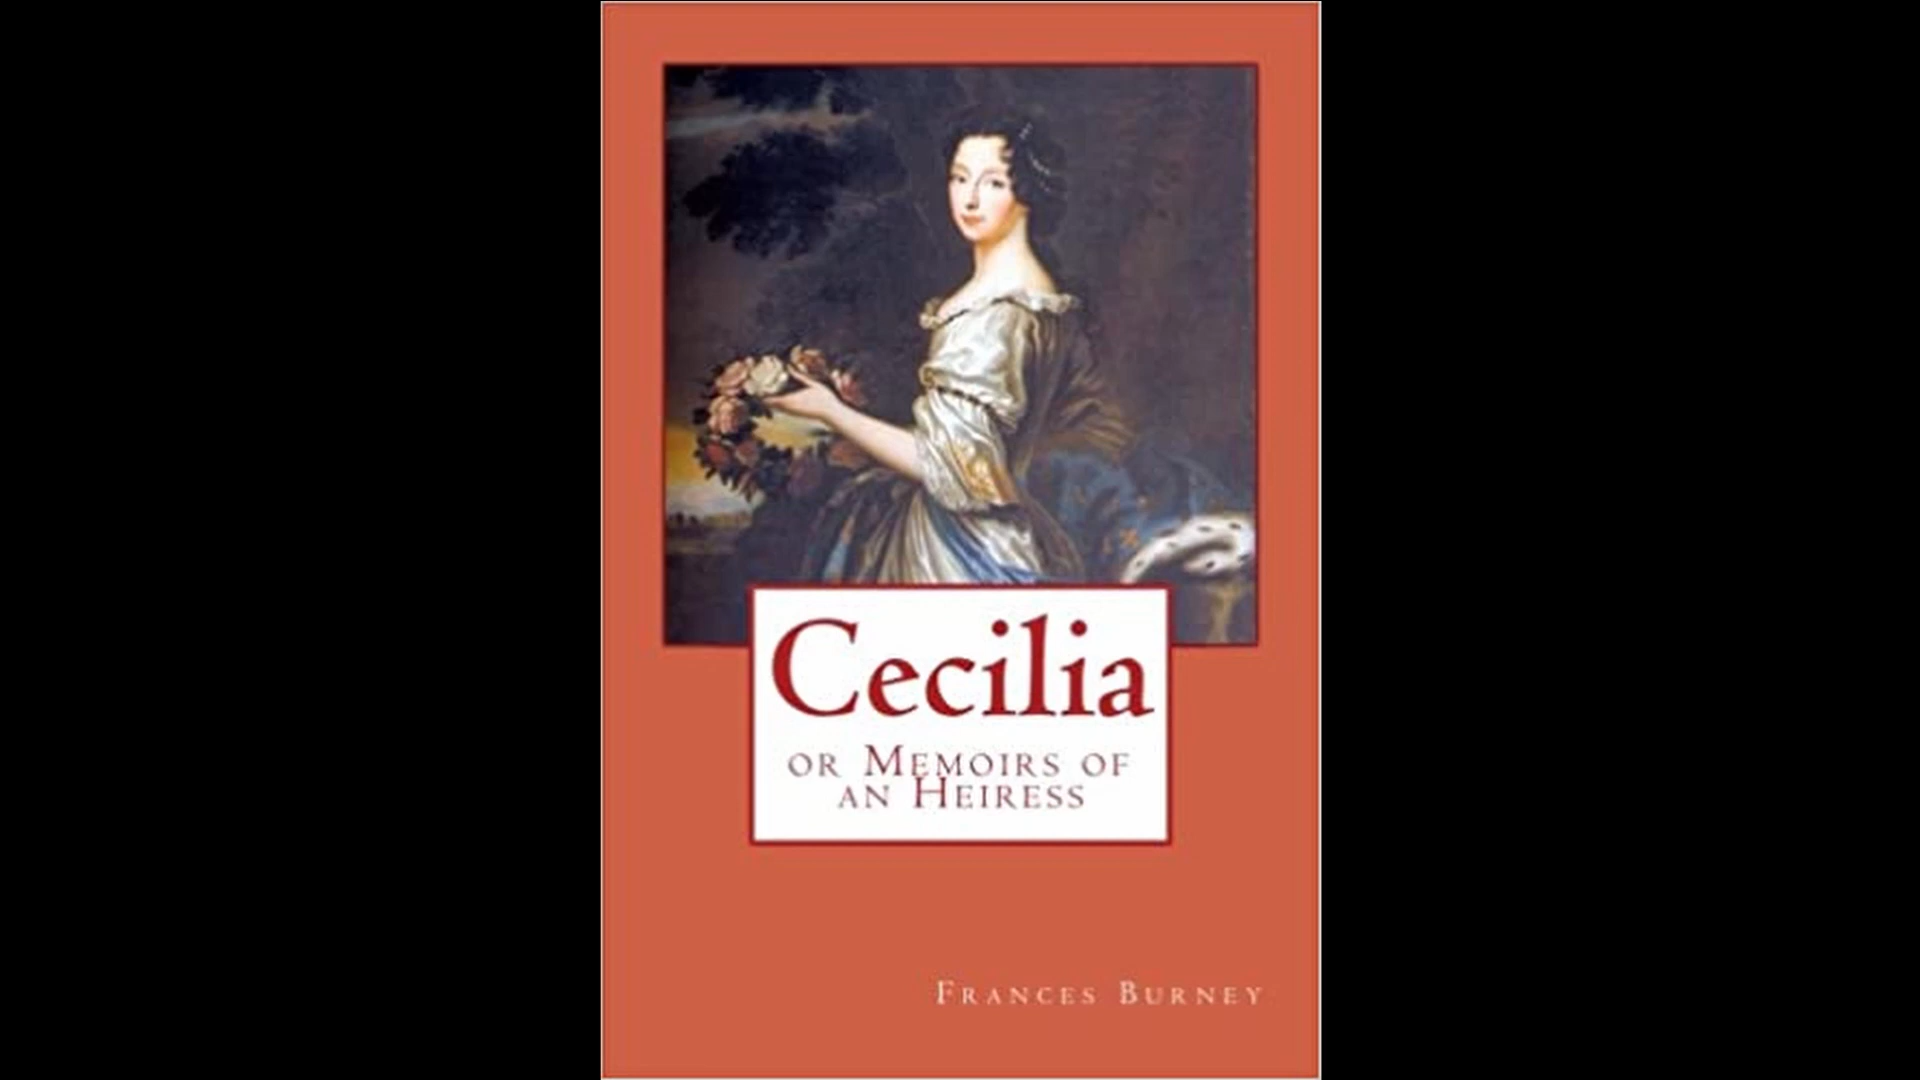 Cecilia
or Memoirs of
an Heiress
Frances Burney